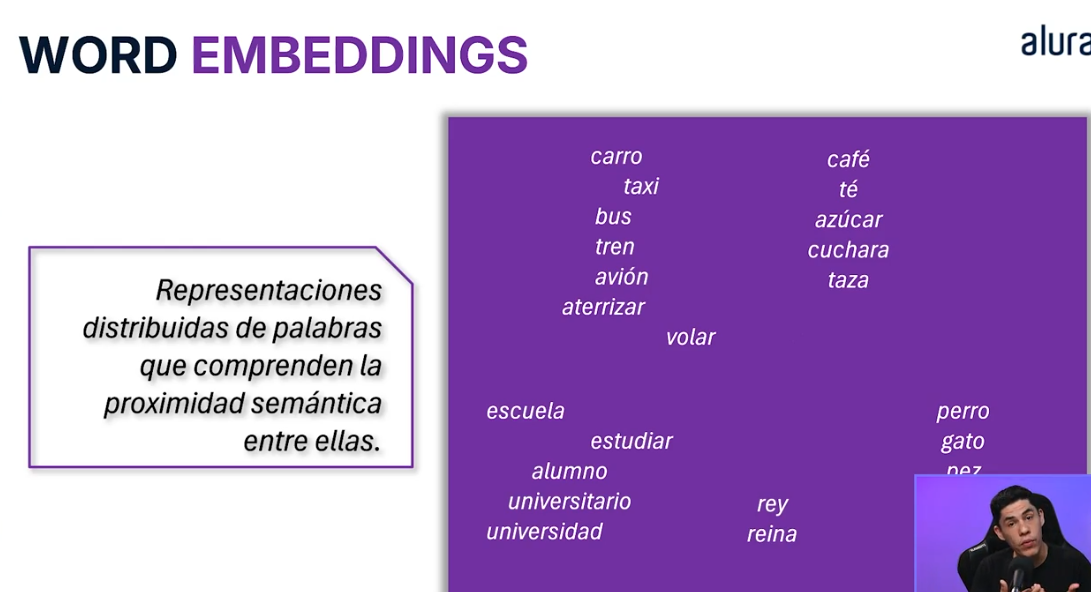 WORD EMBEDDINGS
alura
Representaciones
distribuidas de palabras
que comprenden la
proximidad semántica
entre ellas.
carro
taxi
bus
tren
avión
aterrizar
volar
café
té
azúcar
cuchara
taza
escuela
estudiar
alumno
universitario
universidad
rey
reina
perro
gato
pez